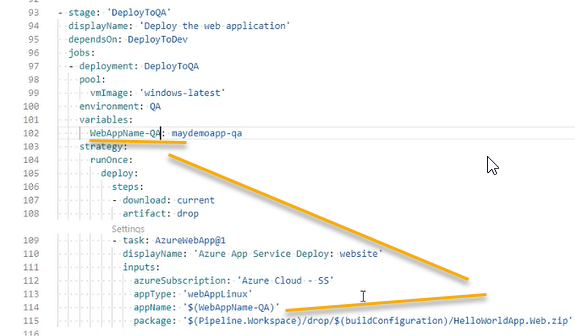 93 - stage: 'DeployToQA'
94 displayName: 'Deploy the web application'
95 dependsOn: DeployToDev
96 jobs:
97 - deployment: DeployToQA
98 pool:
99 vmImage: 'windows-latest'
100 environment: QA
101 variables:
102 WebAppName-QA: maydemoapp-qa
103 strategy:
104 runOnce:
105 deploy:
106 steps:
107 - download: current
108 artifact: drop
Settings
109 - task: AzureWebApp@1
110 displayName: 'Azure App Service Deploy: website'
111 inputs:
112 azureSubscription: 'Azure Cloud - SS'
113 appType: 'webAppLinux'
114 appName: '$(WebAppName-QA)'
115 package: '$(Pipeline.Workspace)/drop/$(buildConfiguration)/HelloWorldApp.Web.zip'